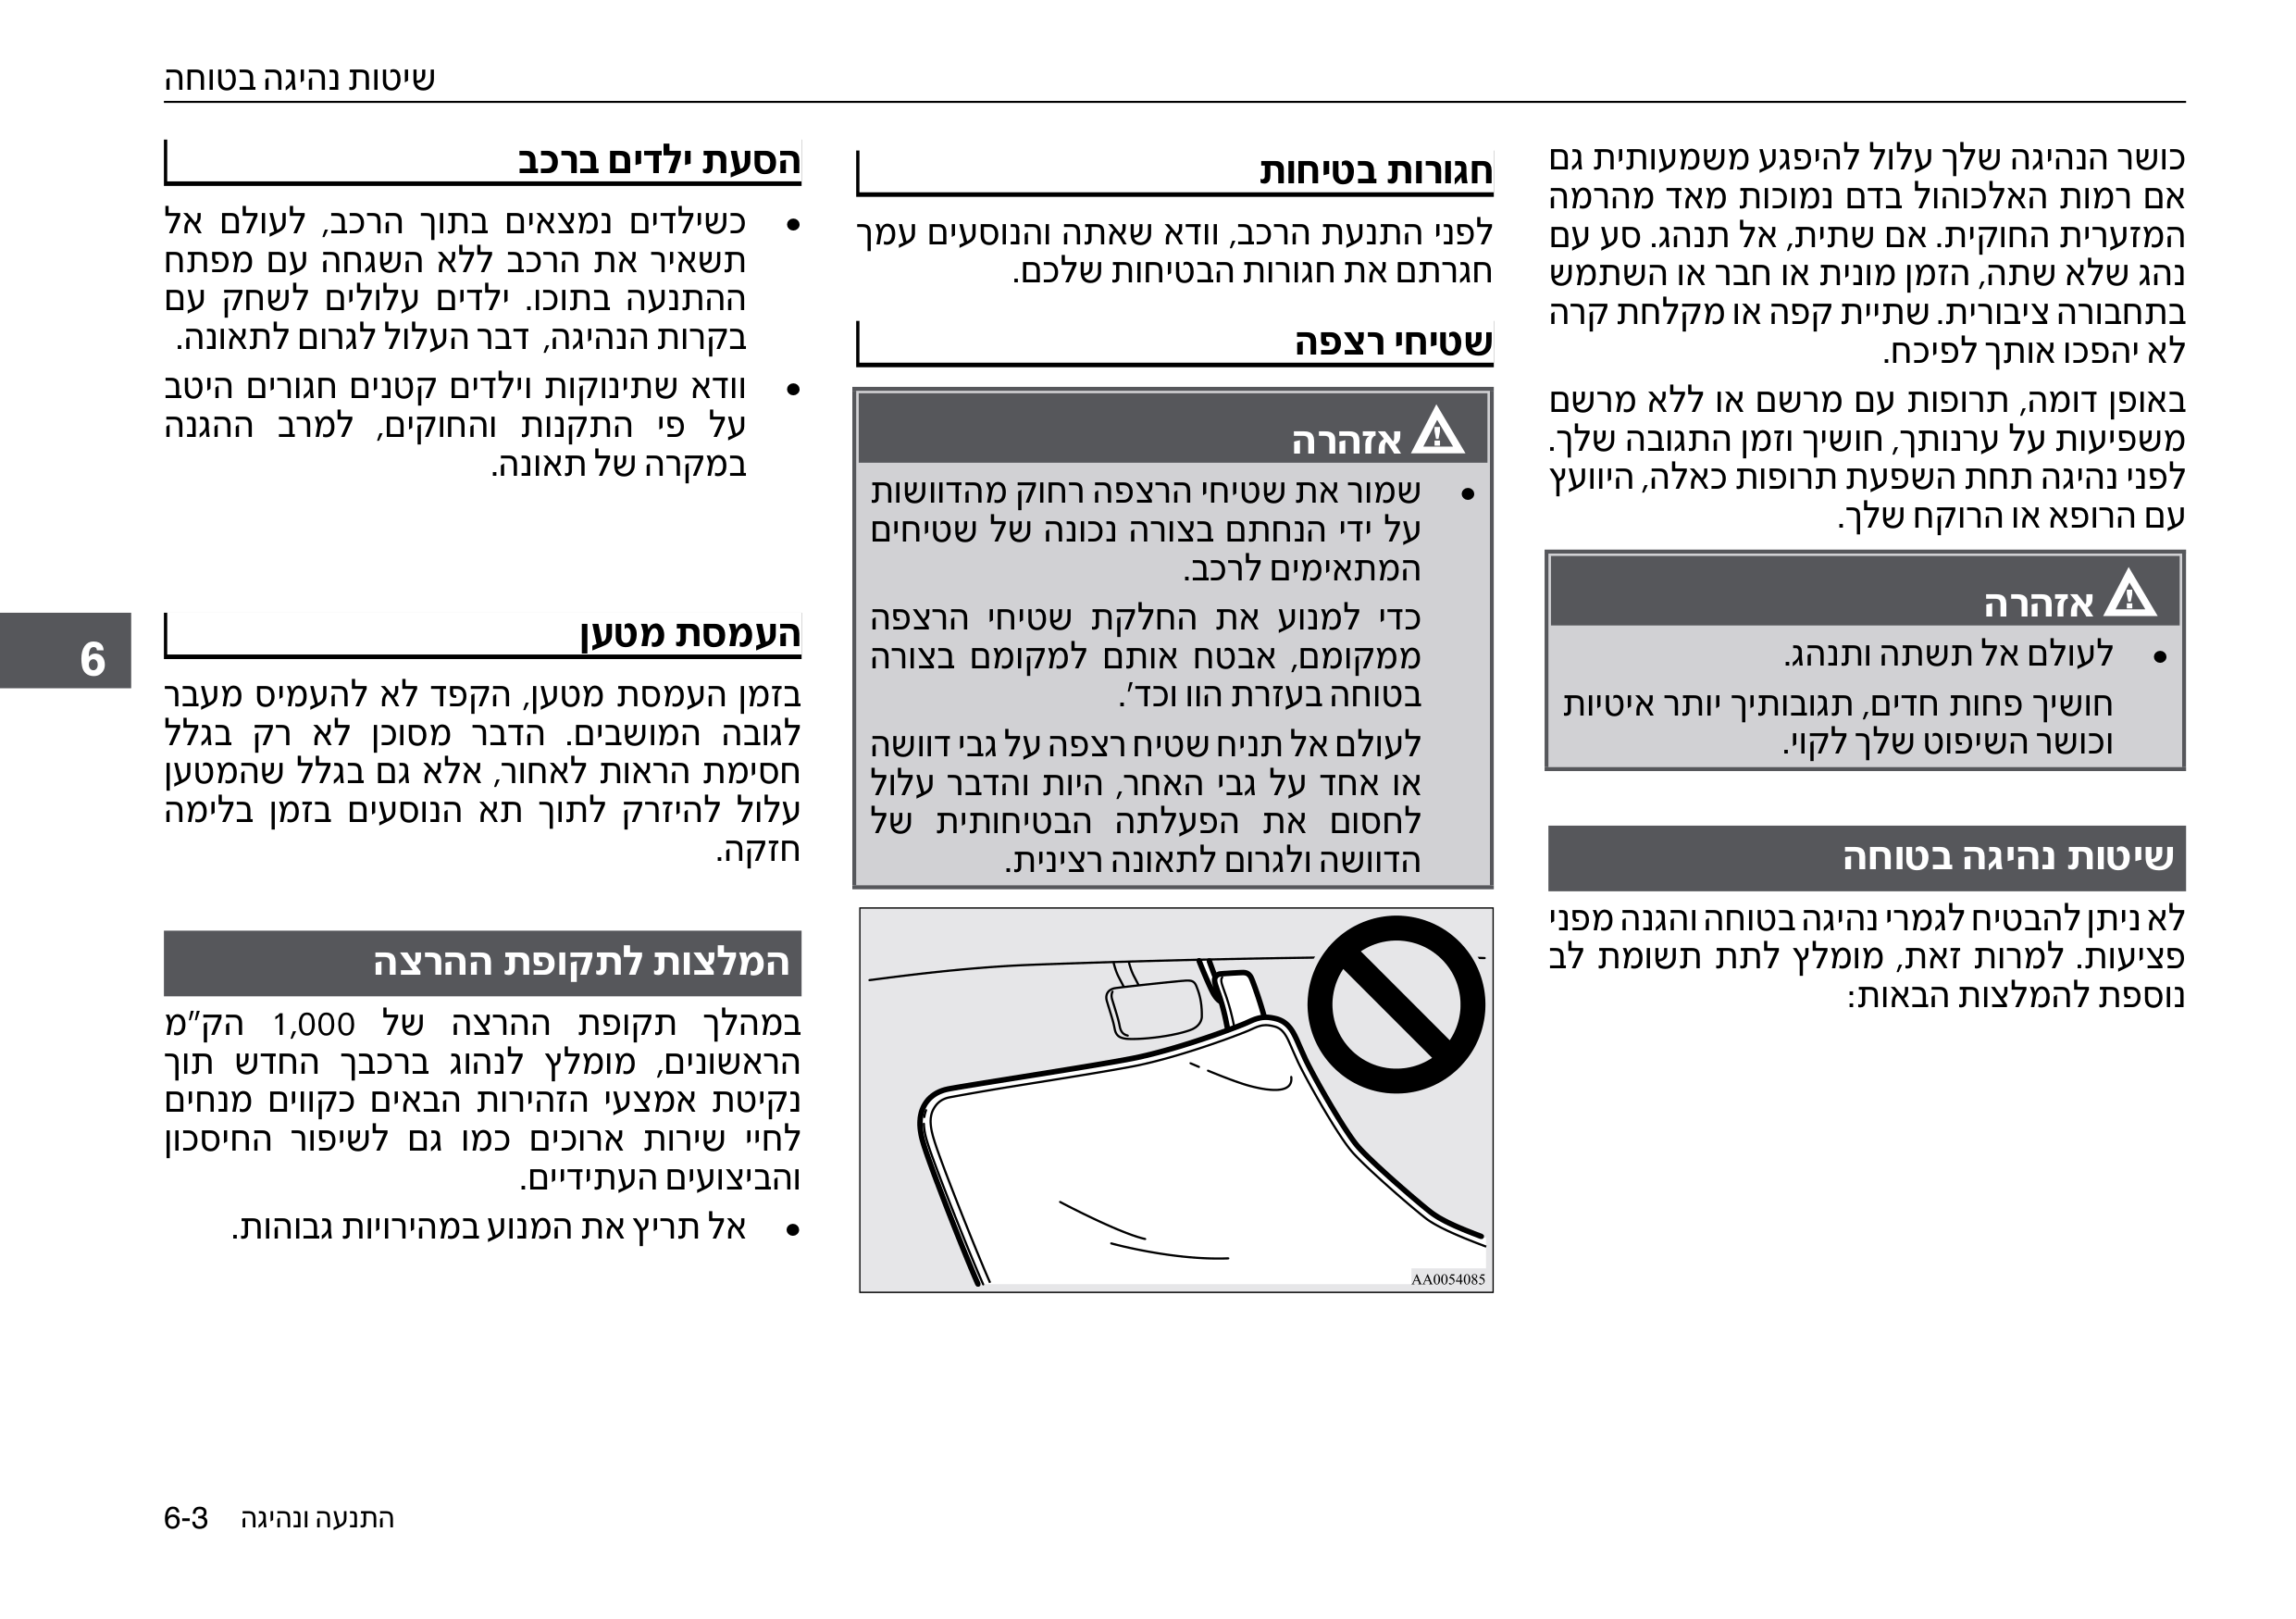 שיטות נהיגה בטוחה
כושר הנהיגה שלך עלול להיפגע משמעותית גם
אם רמות האלכוהול בדם נמוכות מאד מהרמה
המזערית החוקית. אם שתית, אל תנהג. סע עם
נהג שלא שתה, הזמן מונית או חבר או השתמש
בתחבורה ציבורית. שתיית קפה או מקלחת קרה
לא יהפכו אותך לפיכח.
באופן דומה, תרופות עם מרשם או ללא מרשם
משפיעות על ערנותך, חושיך וזמן התגובה שלך.
לפני נהיגה תחת השפעת תרופות כאלה, היוועץ
עם הרופא או הרוקח שלך.
אזהרה
• לעולם אל תשתה ותנהג.
חושיך פחות חדים, תגובותיך יותר איטיות
וכושר השיפוט שלך לקוי.
שיטות נהיגה בטוחה
לא ניתן להבטיח לגמרי נהיגה בטוחה והגנה מפני
פציעות. למרות זאת, מומלץ לתת תשומת לב
נוספת להמלצות הבאות:
חגורות בטיחות
לפני התנעת הרכב, וודא שאתה והנוסעים עמך
חגרתם את חגורות הבטיחות שלכם.
שטיחי רצפה
אזהרה
• שמור את שטיחי הרצפה רחוק מהדוושות
על ידי הנחתם בצורה נכונה של שטיחים
המתאימים לרכב.
כדי למנוע את החלקת שטיחי הרצפה
ממקומם, אבטח אותם למקומם בצורה
בטוחה בעזרת הוו וכד'.
לעולם אל תניח שטיח רצפה על גבי דוושה
או אחד על גבי האחר, היות והדבר עלול
לחסום את הפעלתה הבטיחותית של
הדוושה ולגרום לתאונה רצינית.
AA0054085
הסעת ילדים ברכב
• כשילדים נמצאים בתוך הרכב, לעולם אל
תשאיר את הרכב ללא השגחה עם מפתח
ההתנעה בתוכו. ילדים עלולים לשחק עם
בקרות הנהיגה, דבר העלול לגרום לתאונה.
• וודא שתינוקות וילדים קטנים חגורים היטב
על פי התקנות והחוקים, למרב ההגנה
במקרה של תאונה.
העמסת מטען
בזמן העמסת מטען, הקפד לא להעמיס מעבר
לגובה המושבים. הדבר מסוכן לא רק בגלל
חסימת הראות לאחור, אלא גם בגלל שהמטען
עלול להיזרק לתוך תא הנוסעים בזמן בלימה
חזקה.
המלצות לתקופת ההרצה
במהלך תקופת ההרצה של 1,000 הק"מ
הראשונים, מומלץ לנהוג ברכבך החדש תוך
נקיטת אמצעי הזהירות הבאים כקווים מנחים
לחיי שירות ארוכים כמו גם לשיפור החיסכון
והביצועים העתידיים.
• אל תריץ את המנוע במהירויות גבוהות.
6
התנעה ונהיגה 6-3